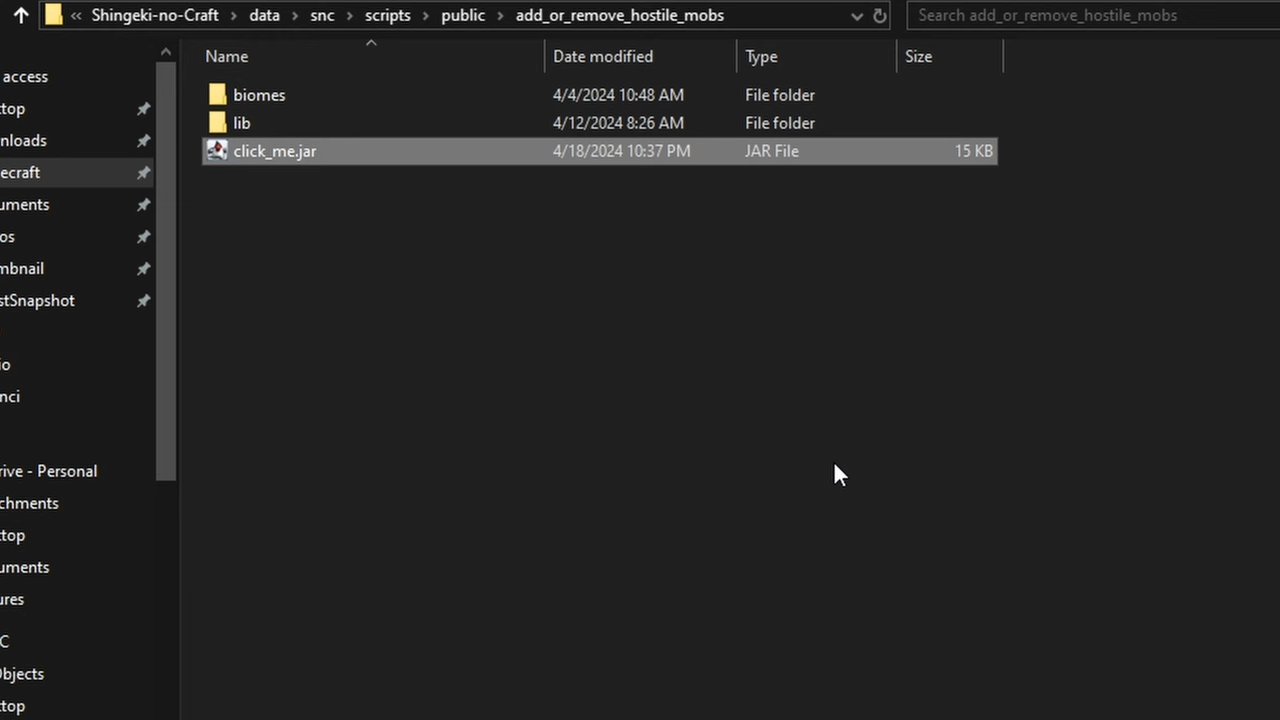 « Shingeki-no-Craft > data > snc > scripts > public > add_or_remove_hostile_mobs
Search add_or_remove_hostile_mobs
Name Date modified Type Size
biomes 4/4/2024 10:48 AM File folder
lib 4/12/2024 8:26 AM File folder
click_me.jar 4/18/2024 10:37 PM JAR File 15 KB
access
top
nloads
ecraft
uments
os
mbnail
stSnapshot
io
nci
rive - Personal
chments
top
uments
ures
C
Objects
top